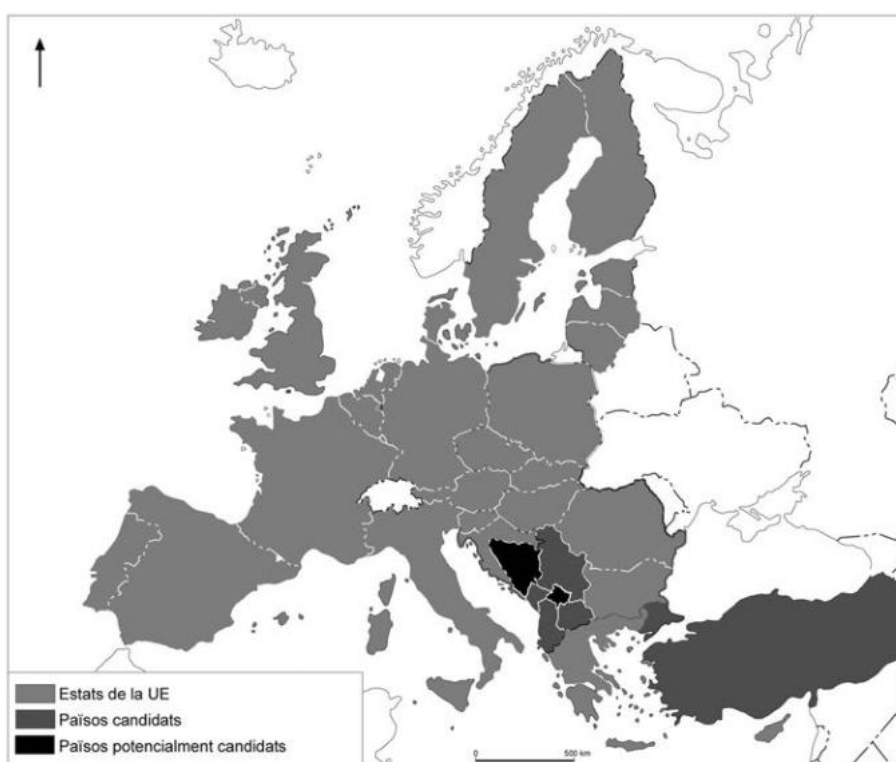 Estats de la UE
Països candidats
Països potencialment candidats
0 500 km